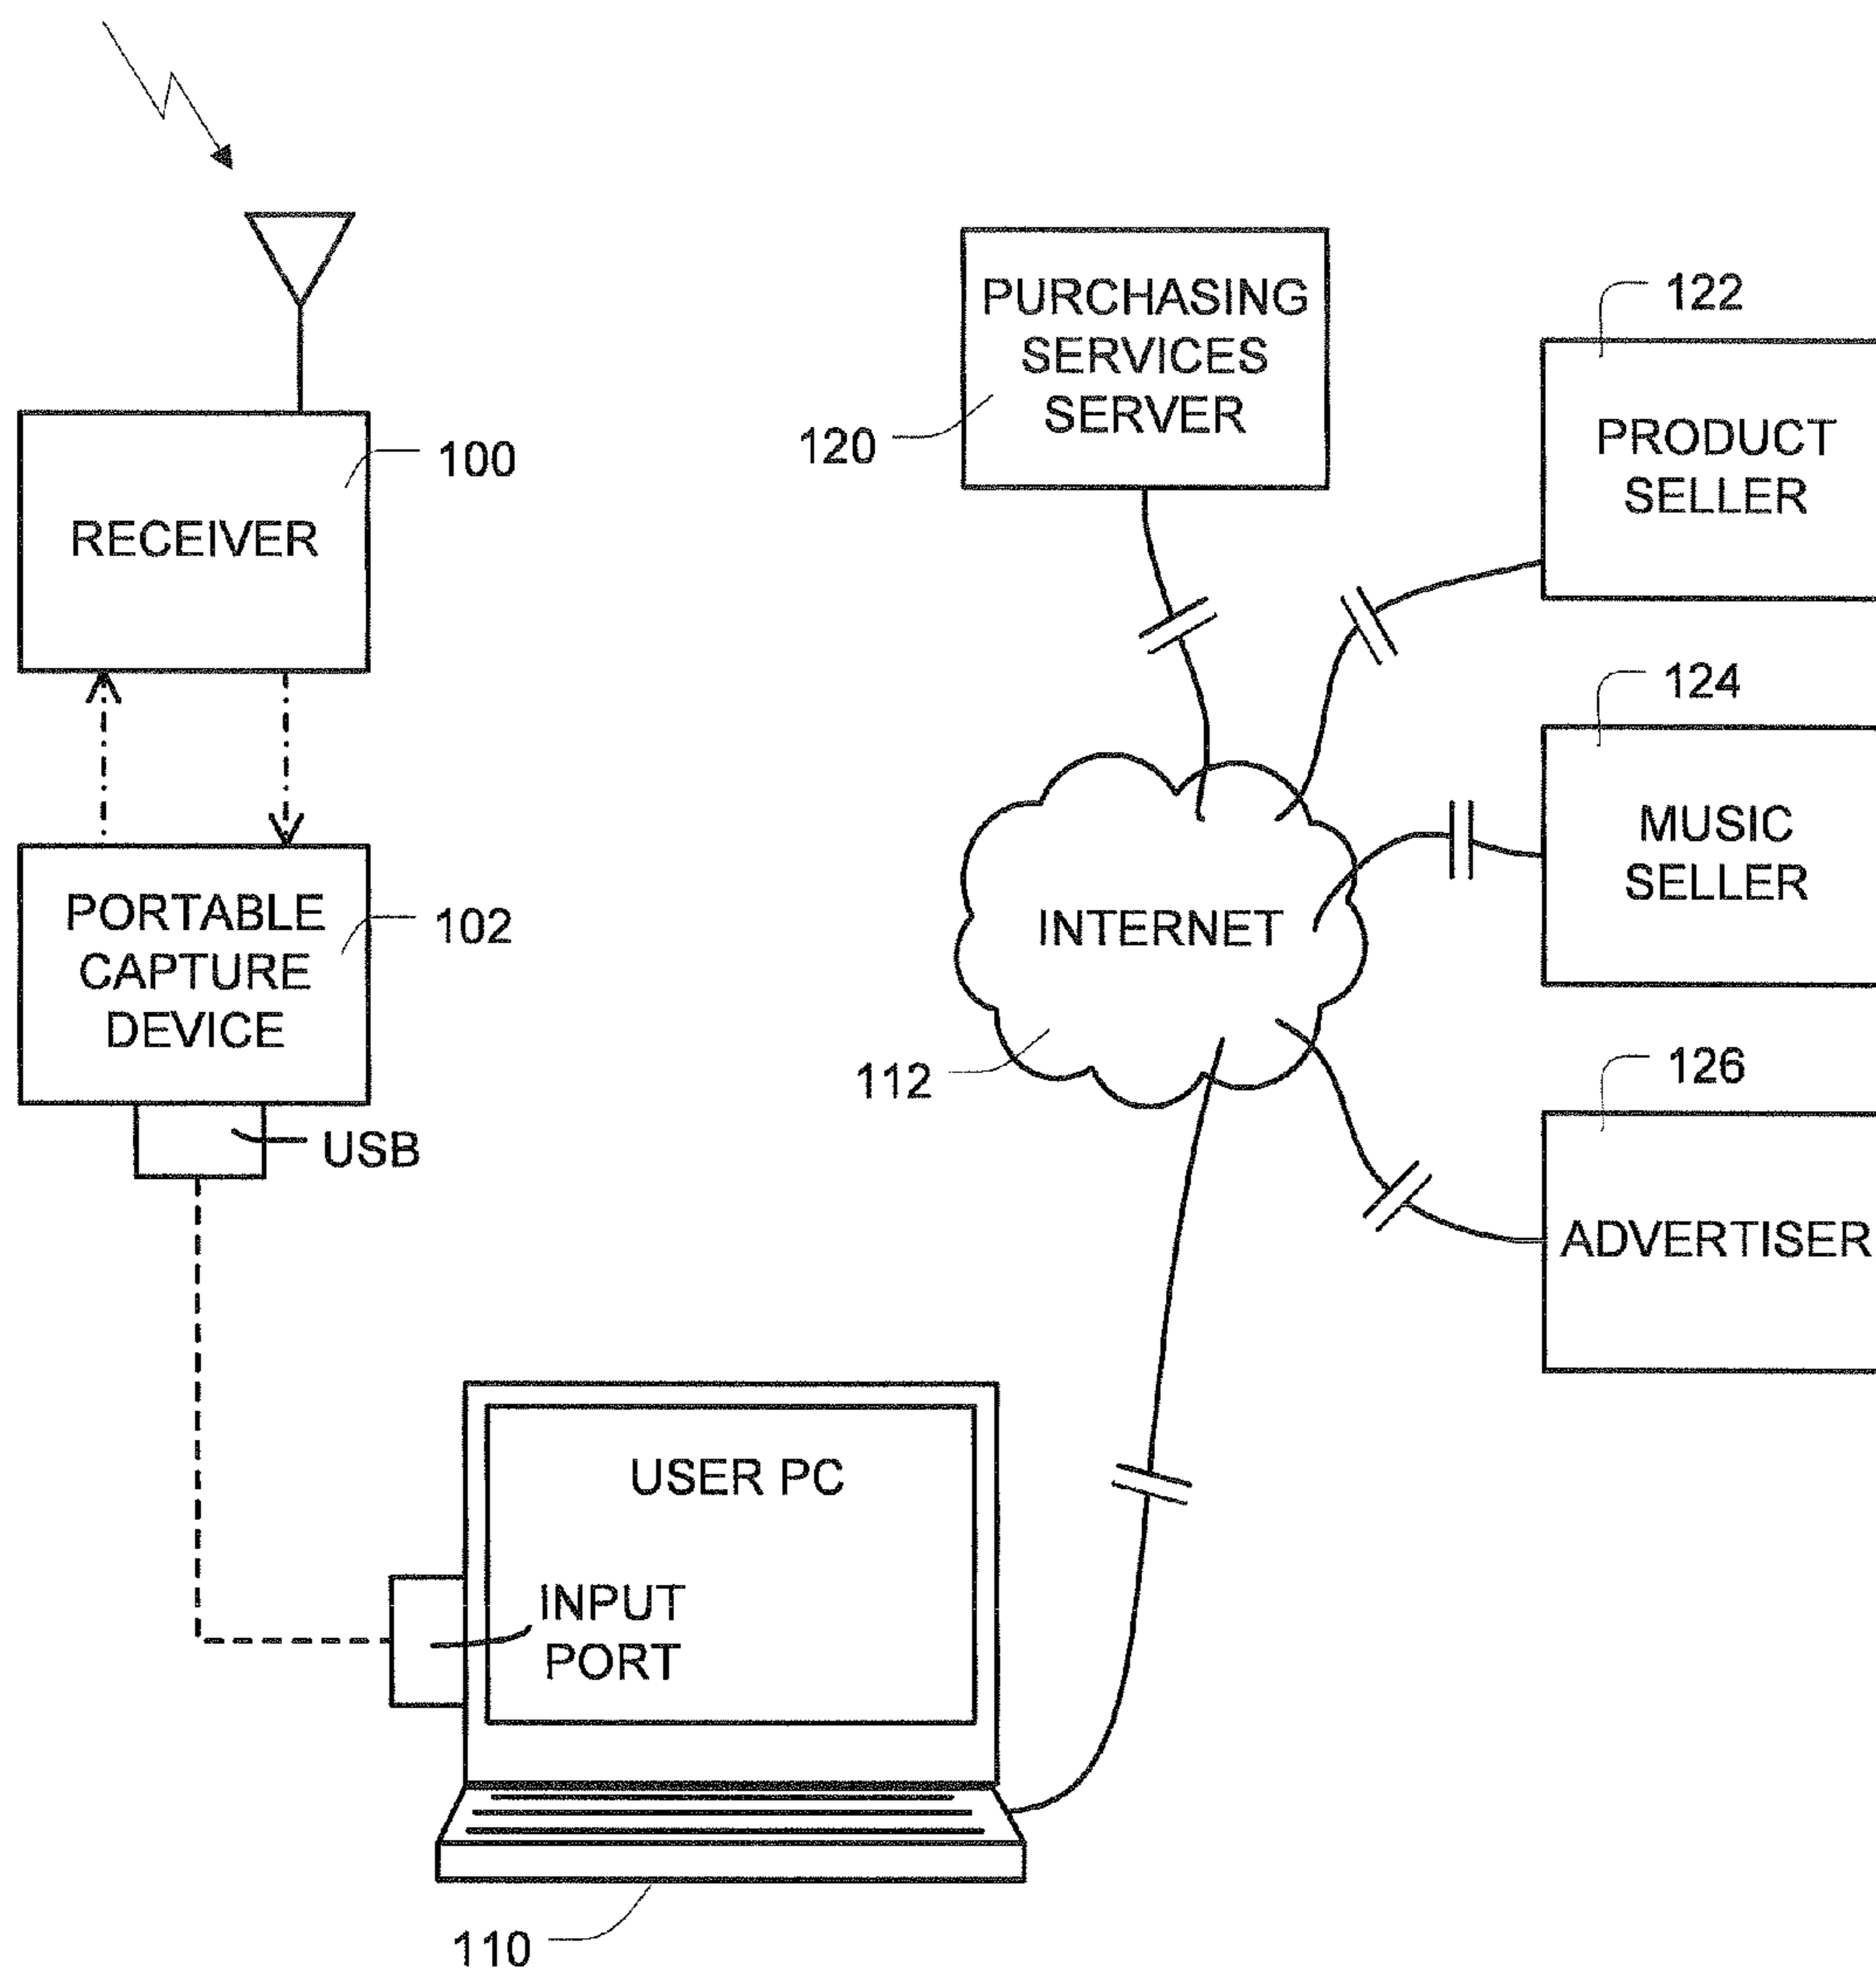 RECEIVER
100
PORTABLE
CAPTURE
DEVICE
102
USB
PURCHASING
SERVICES
SERVER
120
122
PRODUCT
SELLER
124
MUSIC
SELLER
INTERNET
112
126
ADVERTISER
USER PC
INPUT
PORT
110